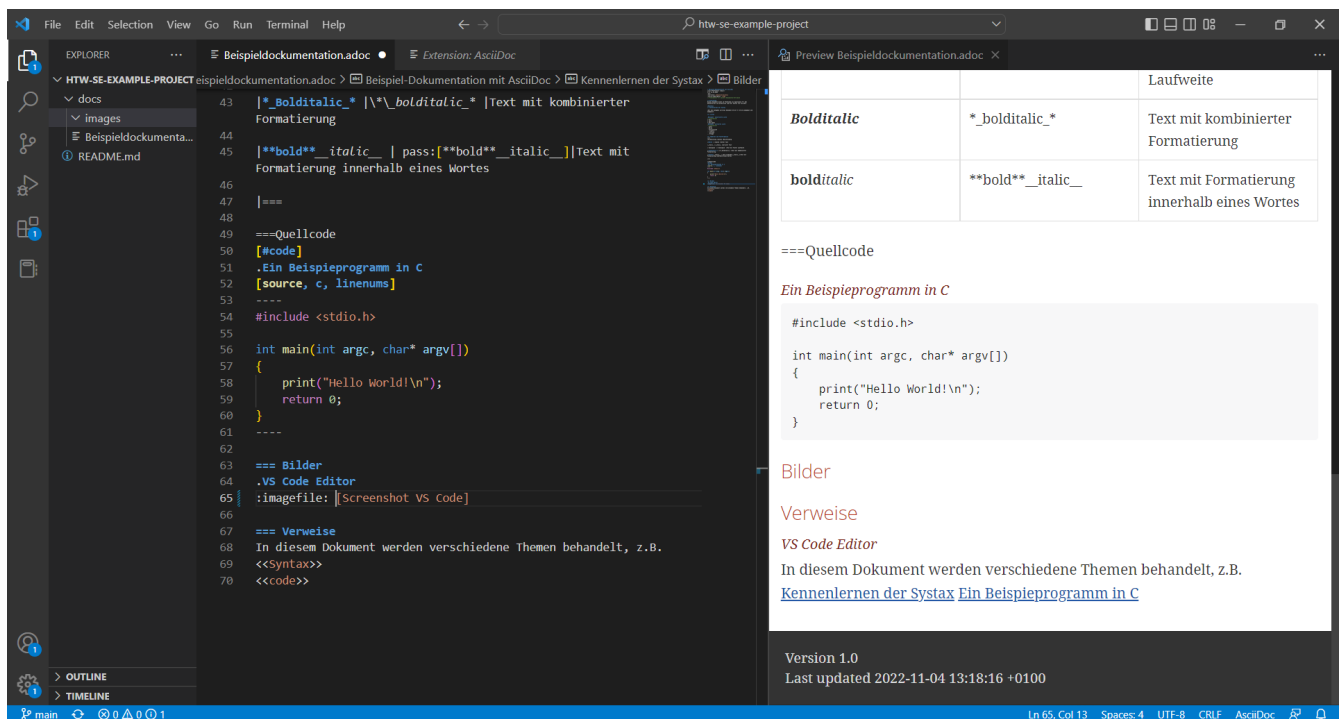 File Edit Selection View Go Run Terminal Help
htw-se-example-project
EXPLORER
HTW-SE-EXAMPLE-PROJECT
docs
images
Beispieldockumenta...
README.md
OUTLINE
TIMELINE
Beispieldockumentation.adoc
Extension: AsciiDoc
eispieldockumentation.adoc > Beispiel-Dokumentation mit AsciiDoc > Kennenlernen der Systax > Bilder
43 |*_Bolditalic_* |\*\_bolditalic_* |Text mit kombinierter
Formatierung
44
45 |**bold**__italic__ | pass:[**bold**__italic__]|Text mit
Formatierung innerhalb eines Wortes
46
47 |===
48
49 ===Quellcode
50 [#code]
51 .Ein Beispieprogramm in C
52 [source, c, linenums]
53 ----
54 #include <stdio.h>
55
56 int main(int argc, char* argv[])
57 {
58 print("Hello World!\n");
59 return 0;
60 }
61 ----
62
63 === Bilder
64 .VS Code Editor
65 :imagefile: [Screenshot VS Code]
66
67 === Verweise
68 In diesem Dokument werden verschiedene Themen behandelt, z.B.
69 <<Syntax>>
70 <<code>>
Preview Beispieldockumentation.adoc
Laufweite
Bolditalic *_bolditalic_* Text mit kombinierter
Formatierung
bolditalic **bold**__italic__ Text mit Formatierung
innerhalb eines Wortes
===Quellcode
Ein Beispieprogramm in C
#include <stdio.h>
int main(int argc, char* argv[])
{
print("Hello World!\n");
return 0;
}
Bilder
Verweise
VS Code Editor
In diesem Dokument werden verschiedene Themen behandelt, z.B.
Kennenlernen der Systax Ein Beispieprogramm in C
Version 1.0
Last updated 2022-11-04 13:18:16 +0100
main 0 0 1
Ln 65, Col 13 Spaces: 4 UTF-8 CRLF AsciiDoc